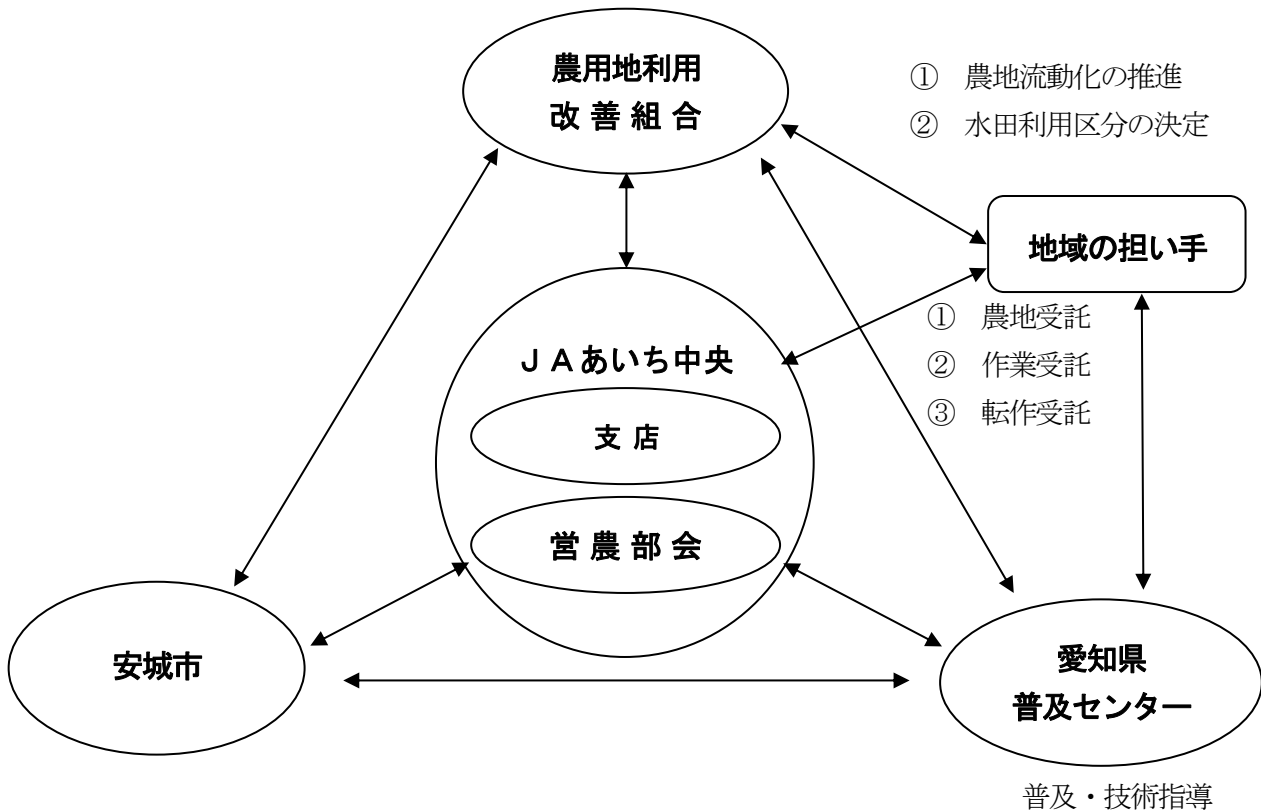 農用地利用
改善組合
① 農地流動化の推進
② 水田利用区分の決定
地域の担い手
① 農地受託
② 作業受託
③ 転作受託
ＪＡあいち中央
支店
営農部会
安城市
愛知県
普及センター
普及・技術指導